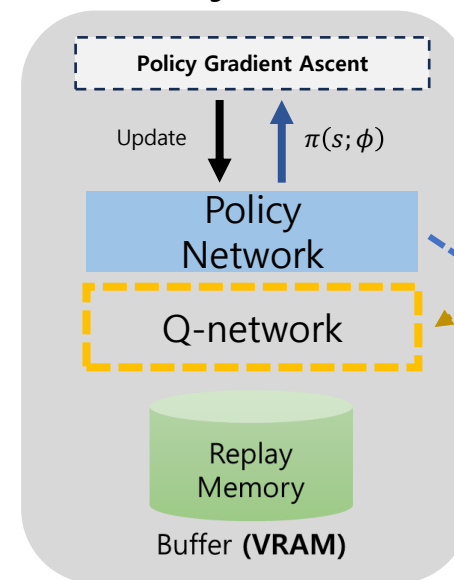 Policy Gradient Ascent
Update
π(s;ϕ)
Policy
Network
Q-network
Replay
Memory
Buffer (VRAM)